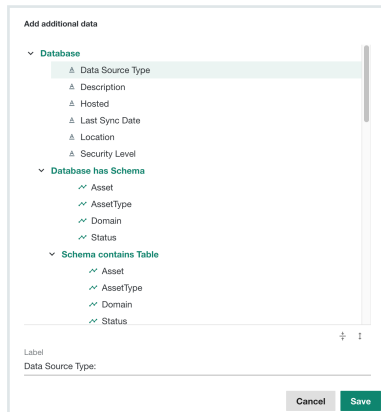 Add additional data
Database
Data Source Type
Description
Hosted
Last Sync Date
Location
Security Level
Database has Schema
Asset
AssetType
Domain
Status
Schema contains Table
Asset
AssetType
Domain
Status
Label
Data Source Type:
Cancel Save